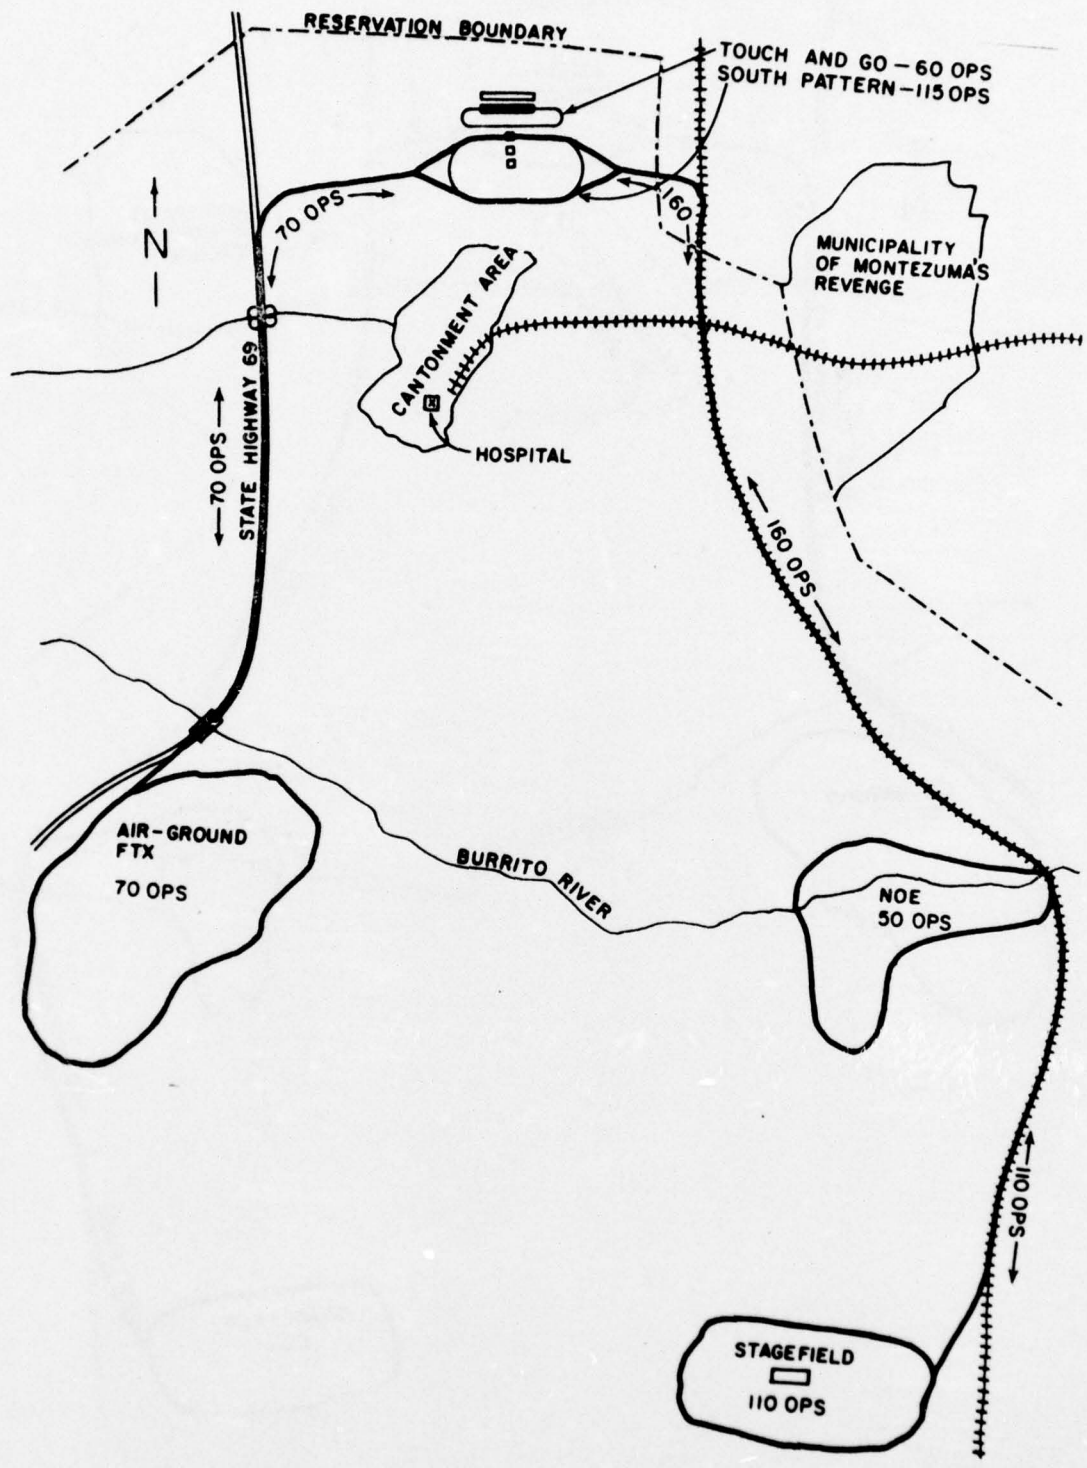 RESERVATION BOUNDARY
TOUCH AND GO — 60 OPS
SOUTH PATTERN — 115 OPS
N
70 OPS
160
MUNICIPALITY
OF MONTEZUMA'S
REVENGE
CANTONMENT AREA
X
HOSPITAL
STATE HIGHWAY 69
70 OPS
160 OPS
AIR-GROUND
FTX
70 OPS
BURRITO RIVER
NOE
50 OPS
110 OPS
STAGEFIELD
110 OPS